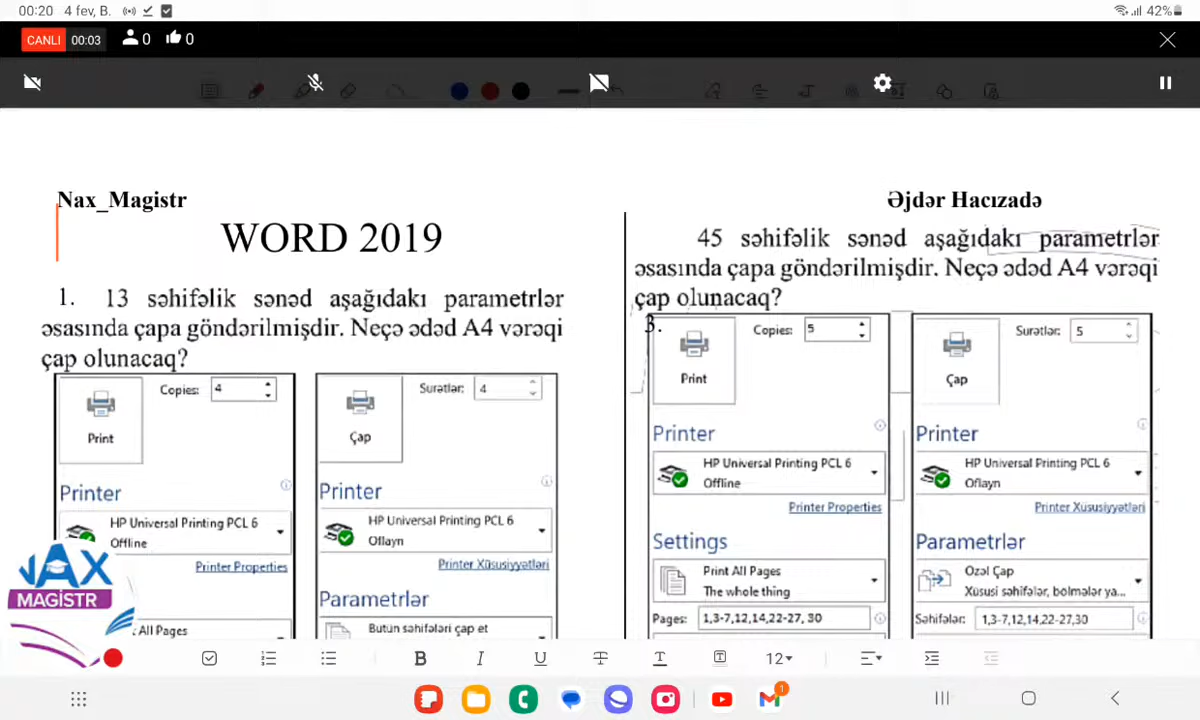 00:20 4 fev, B.
42%
CANLI 00:03 0 0
Nax_Magistr
Əjdər Hacızadə
WORD 2019
1. 13 səhifəlik sənəd aşağıdakı parametrlər
əsasında çapa göndərilmişdir. Neçə ədəd A4 vərəqi
çap olunacaq?
Print
Copies: 4
Printer
HP Universal Printing PCL 6
Offline
Printer Properties
: All Pages
Çap
Surətlər: 4
Printer
HP Universal Printing PCL 6
Oflayn
Printer Xüsusiyyətləri
Parametrlər
Bütün səhifələri çap et
45 səhifəlik sənəd aşağıdakı parametrlər
əsasında çapa göndərilmişdir. Neçə ədəd A4 vərəqi
çap olunacaq?
3.
Print
Copies: 5
Printer
HP Universal Printing PCL 6
Offline
Printer Properties
Settings
Print All Pages
The whole thing
Pages: 1,3-7,12,14,22-27, 30
Çap
Surətlər: 5
Printer
HP Universal Printing PCL 6
Oflayn
Printer Xüsusiyyətləri
Parametrlər
Özəl Çap
Xüsusi səhifələr, bölmələr ya...
Səhifələr: 1,3-7,12,14,22-27,30
NAX
MAGİSTR
B I U T T T 12
1